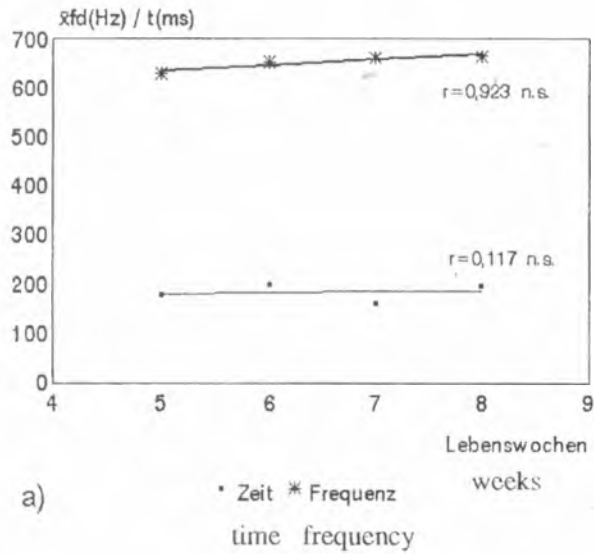 x̄fd(Hz) / t(ms)
700
600
r=0,923 n.s.
500
400
300
r=0,117 n.s.
200
100
0
4 5 6 7 8 9
Lebenswochen
weeks
a)
Zeit Frequenz
time frequency